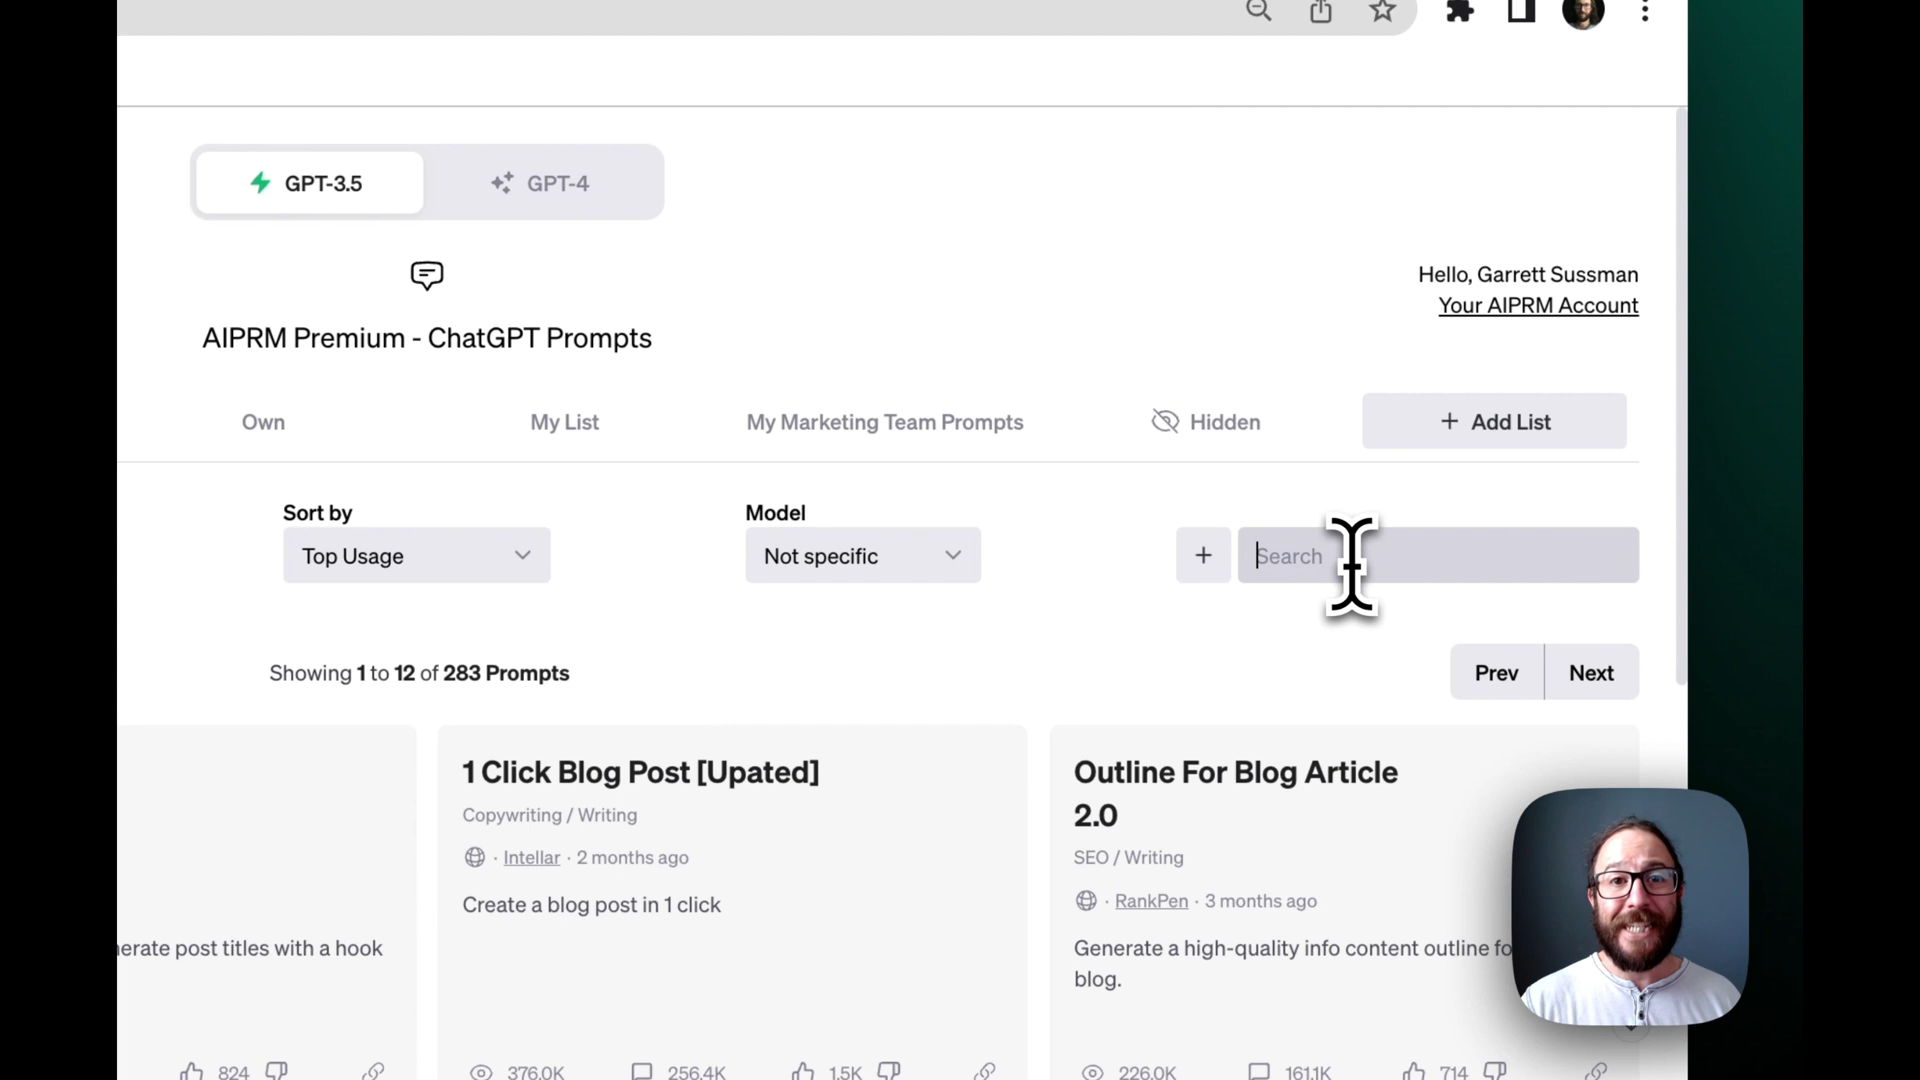 GPT-3.5
GPT-4
Hello, Garrett Sussman
Your AIPRM Account
AIPRM Premium - ChatGPT Prompts
Own
My List
My Marketing Team Prompts
Hidden
+ Add List
Sort by
Model
Top Usage
Not specific
+
Search
Showing 1 to 12 of 283 Prompts
Prev
Next
1 Click Blog Post [Upated]
Copywriting / Writing
· Intellar · 2 months ago
Create a blog post in 1 click
Outline For Blog Article
2.0
SEO / Writing
· RankPen · 3 months ago
Generate a high-quality info content outline fo
blog.
nerate post titles with a hook
824
376.0K
256.4K
1.5K
226.0K
161.1K
714